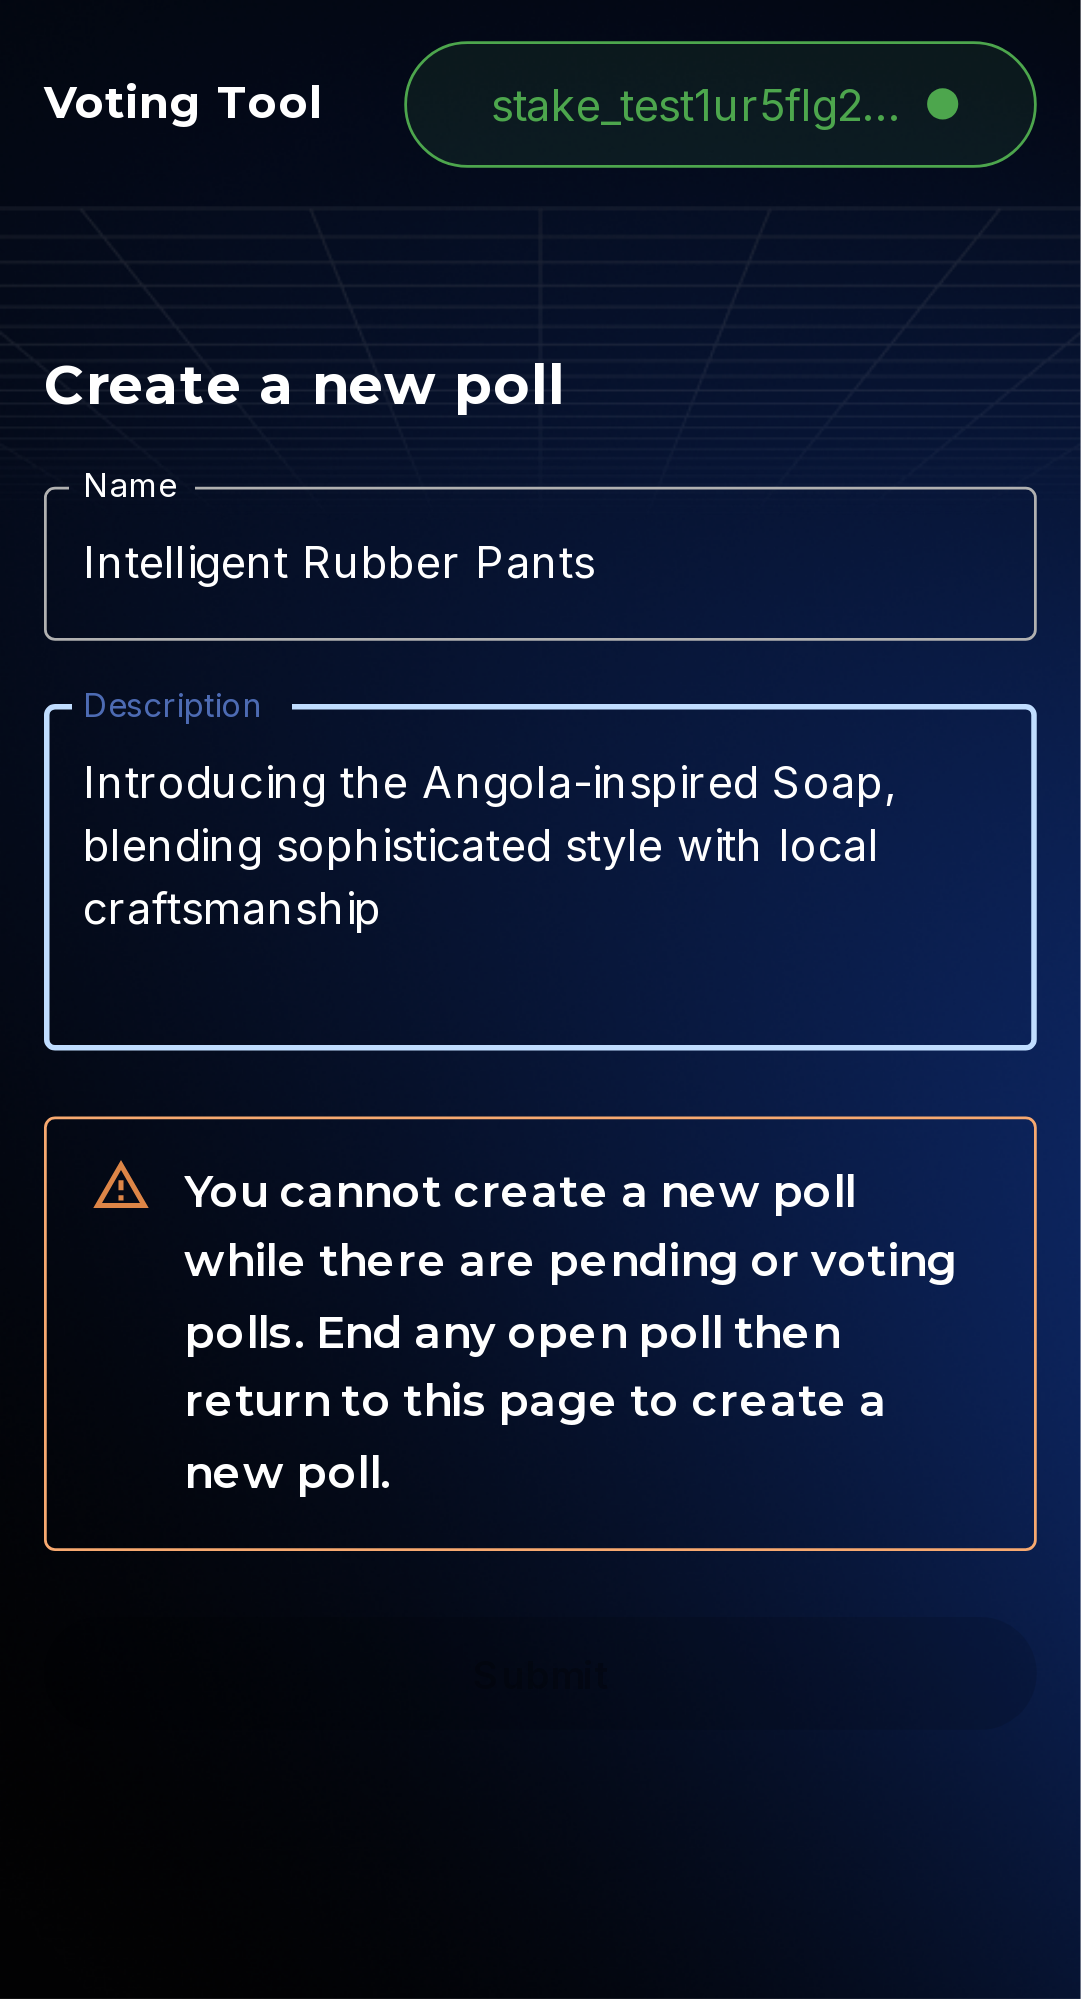 Voting Tool
stake_test1ur5flg2...
Create a new poll
Name
Intelligent Rubber Pants
Description
Introducing the Angola-inspired Soap,
blending sophisticated style with local
craftsmanship
You cannot create a new poll
while there are pending or voting
polls. End any open poll then
return to this page to create a
new poll.
Submit